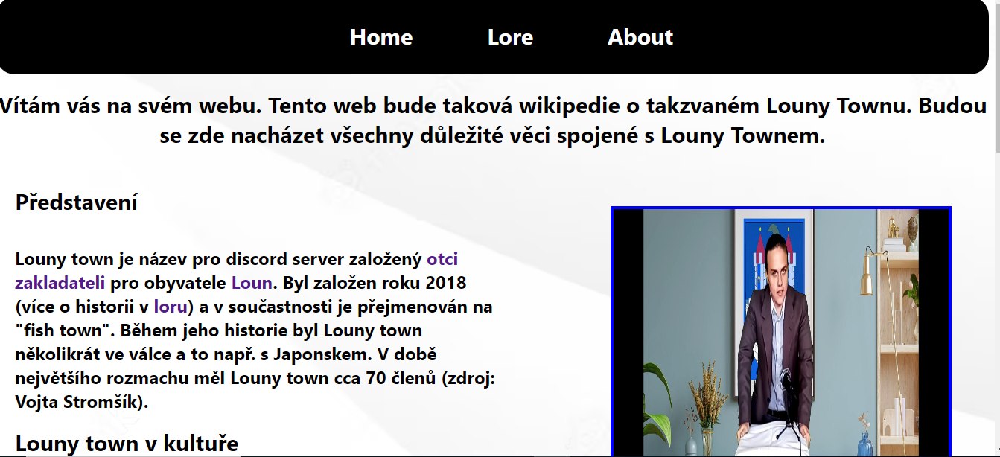 Home Lore About
Vítám vás na svém webu. Tento web bude taková wikipedie o takzvaném Louny Townu. Budou
se zde nacházet všechny důležité věci spojené s Louny Townem.
Představení
Louny town je název pro discord server založený otci
zakladateli pro obyvatele Loun. Byl založen roku 2018
(více o historii v loru) a v součastnosti je přejmenován na
"fish town". Během jeho historie byl Louny town
několikrát ve válce a to např. s Japonskem. V době
největšího rozmachu měl Louny town cca 70 členů (zdroj:
Vojta Stromšík).
Louny town v kultuře